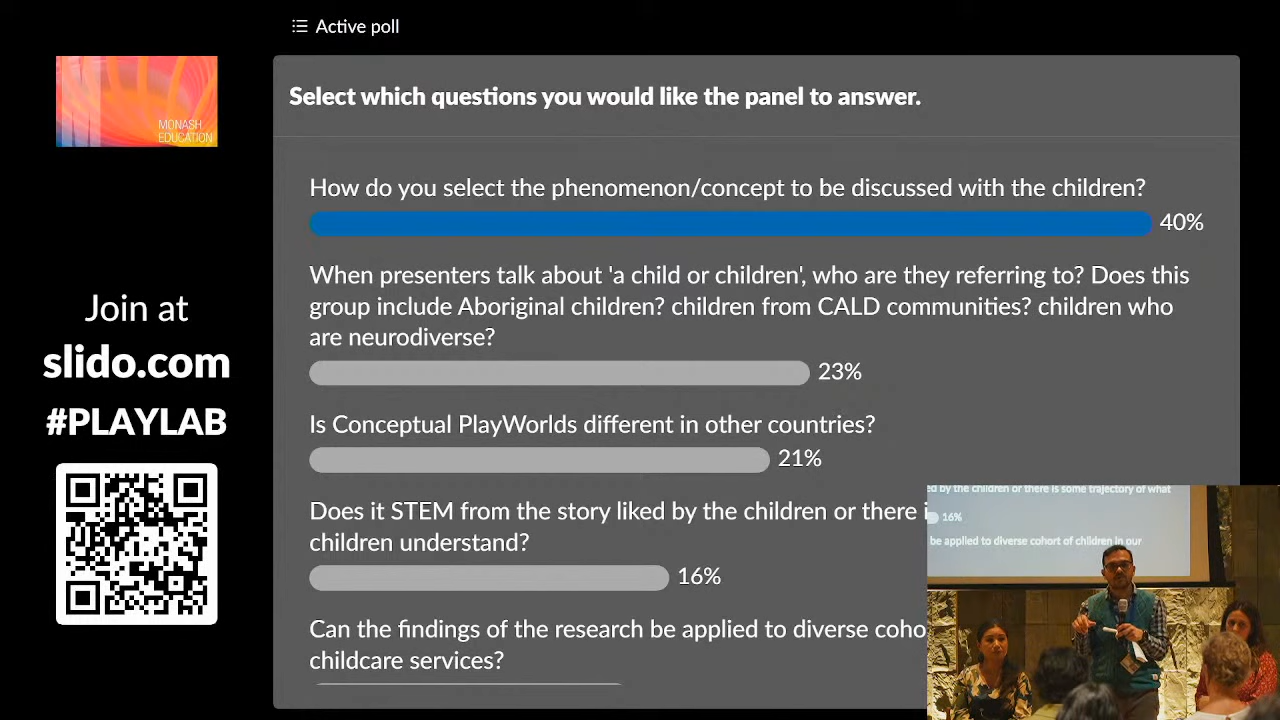 Active poll
MONASH
EDUCATION
Select which questions you would like the panel to answer.
How do you select the phenomenon/concept to be discussed with the children?
40%
When presenters talk about 'a child or children', who are they referring to? Does this
group include Aboriginal children? children from CALD communities? children who
are neurodiverse?
23%
Is Conceptual PlayWorlds different in other countries?
21%
Does it STEM from the story liked by the children or there i
children understand?
16%
Can the findings of the research be applied to diverse coho
childcare services?
Join at
slido.com
#PLAYLAB
ed by the children or there is some trajectory of what
16%
be applied to diverse cohort of children in our